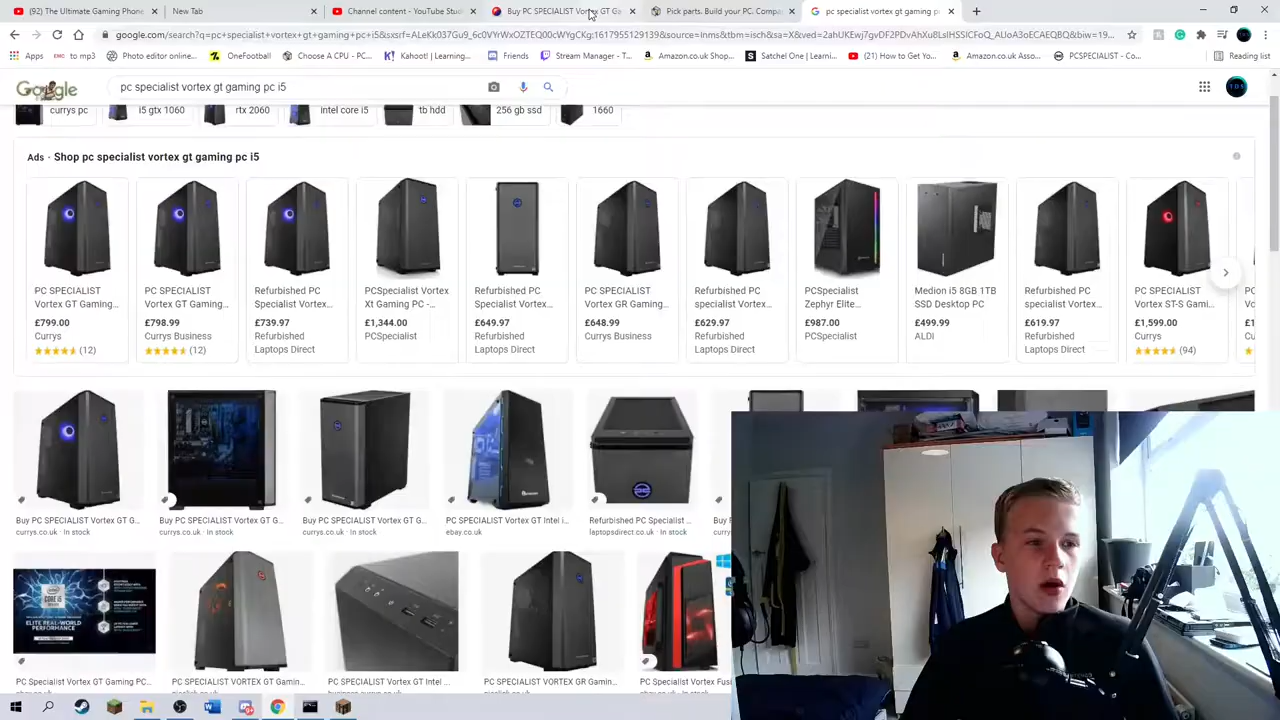 (92) The Ultimate Gaming Phone
New Tab
Channel content - YouTube Stud
Buy PC SPECIALIST Vortex GT Ga
Pick parts. Build your PC. Compa
pc specialist vortex gt gaming p
Apps
to mp3
Photo editor online...
OneFootball
Choose A CPU - PC...
Kahoot! | Learning...
Friends
Stream Manager - T...
Amazon.co.uk Shop...
Satchel One | Login...
(21) How to Get Yo...
Amazon.co.uk Asso...
PCSPECIALIST - Co...
Reading list
Google
pc specialist vortex gt gaming pc i5
currys pc
i5 gtx 1060
rtx 2060
intel core i5
tb hdd
256 gb ssd
1660
Ads · Shop pc specialist vortex gt gaming pc i5
PC SPECIALIST
Vortex GT Gaming...
£799.00
Currys
(12)
PC SPECIALIST
Vortex GT Gaming...
£798.99
Currys Business
(12)
Refurbished PC
Specialist Vortex...
£739.97
Refurbished
Laptops Direct
PCSpecialist Vortex
Xt Gaming PC -...
£1,344.00
PCSpecialist
Refurbished PC
Specialist Vortex...
£649.97
Refurbished
Laptops Direct
PC SPECIALIST
Vortex GR Gaming...
£648.99
Currys Business
Refurbished PC
specialist Vortex...
£629.97
Refurbished
Laptops Direct
PCSpecialist
Zephyr Elite...
£987.00
PCSpecialist
Medion i5 8GB 1TB
SSD Desktop PC
£499.99
ALDI
Refurbished PC
specialist Vortex...
£619.97
Refurbished
Laptops Direct
PC SPECIALIST
Vortex ST-S Gami...
£1,599.00
Currys
(94)
Buy PC SPECIALIST Vortex GT G...
currys.co.uk · In stock
Buy PC SPECIALIST Vortex GT G...
currys.co.uk · In stock
Buy PC SPECIALIST Vortex GT G...
currys.co.uk · In stock
PC SPECIALIST Vortex GT Intel i...
ebay.co.uk
Refurbished PC Specialist ...
laptopsdirect.co.uk · In stock
ELITE REAL-WORLD
PERFORMANCE
PC Specialist Vortex GT Gaming PC...
PC Specialist VORTEX GT Gamin...
PC Specialist VORTEX GT Intel ...
PC Specialist VORTEX GR Gamin...
PC Specialist Vortex Fus